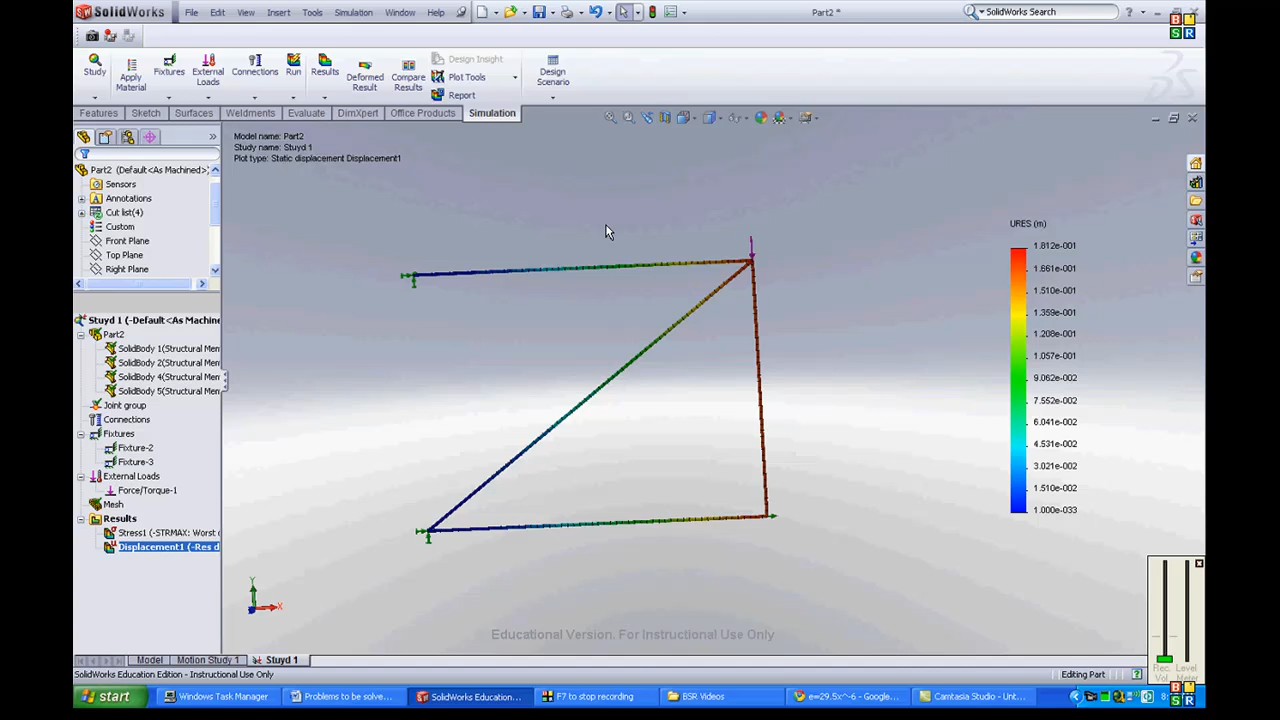 SolidWorks File Edit View Insert Tools Simulation Window Help Part2 * SolidWorks Search
Study Apply Material Fixtures External Loads Connections Run Results Deformed Result Compare Results Design Insight Plot Tools Report Design Scenario
Features Sketch Surfaces Weldments Evaluate DimXpert Office Products Simulation
Model name: Part2
Study name: Stuyd 1
Plot type: Static displacement Displacement1
Part2 (Default<As Machined>)
Sensors
Annotations
Cut list(4)
Custom
Front Plane
Top Plane
Right Plane
Stuyd 1 (-Default<As Machine
Part2
SolidBody 1(Structural Mem
SolidBody 2(Structural Mem
SolidBody 4(Structural Mem
SolidBody 5(Structural Mem
Joint group
Connections
Fixtures
Fixture-2
Fixture-3
External Loads
Force/Torque-1
Mesh
Results
Stress1 (-STRMAX: Worst
Displacement1 (-Res d
URES (m)
1.812e-001
1.661e-001
1.510e-001
1.359e-001
1.208e-001
1.057e-001
9.062e-002
7.552e-002
6.041e-002
4.531e-002
3.021e-002
1.510e-002
1.000e-033
Y
X
Educational Version. For Instructional Use Only
Rec. Vol.
Level Meter
Model Motion Study 1 Stuyd 1
SolidWorks Education Edition - Instructional Use Only Editing Part
start Windows Task Manager Problems to be solve... SolidWorks Education... F7 to stop recording BSR Videos e=29.5x^-6 - Google... Camtasia Studio - Unt...
B
S R